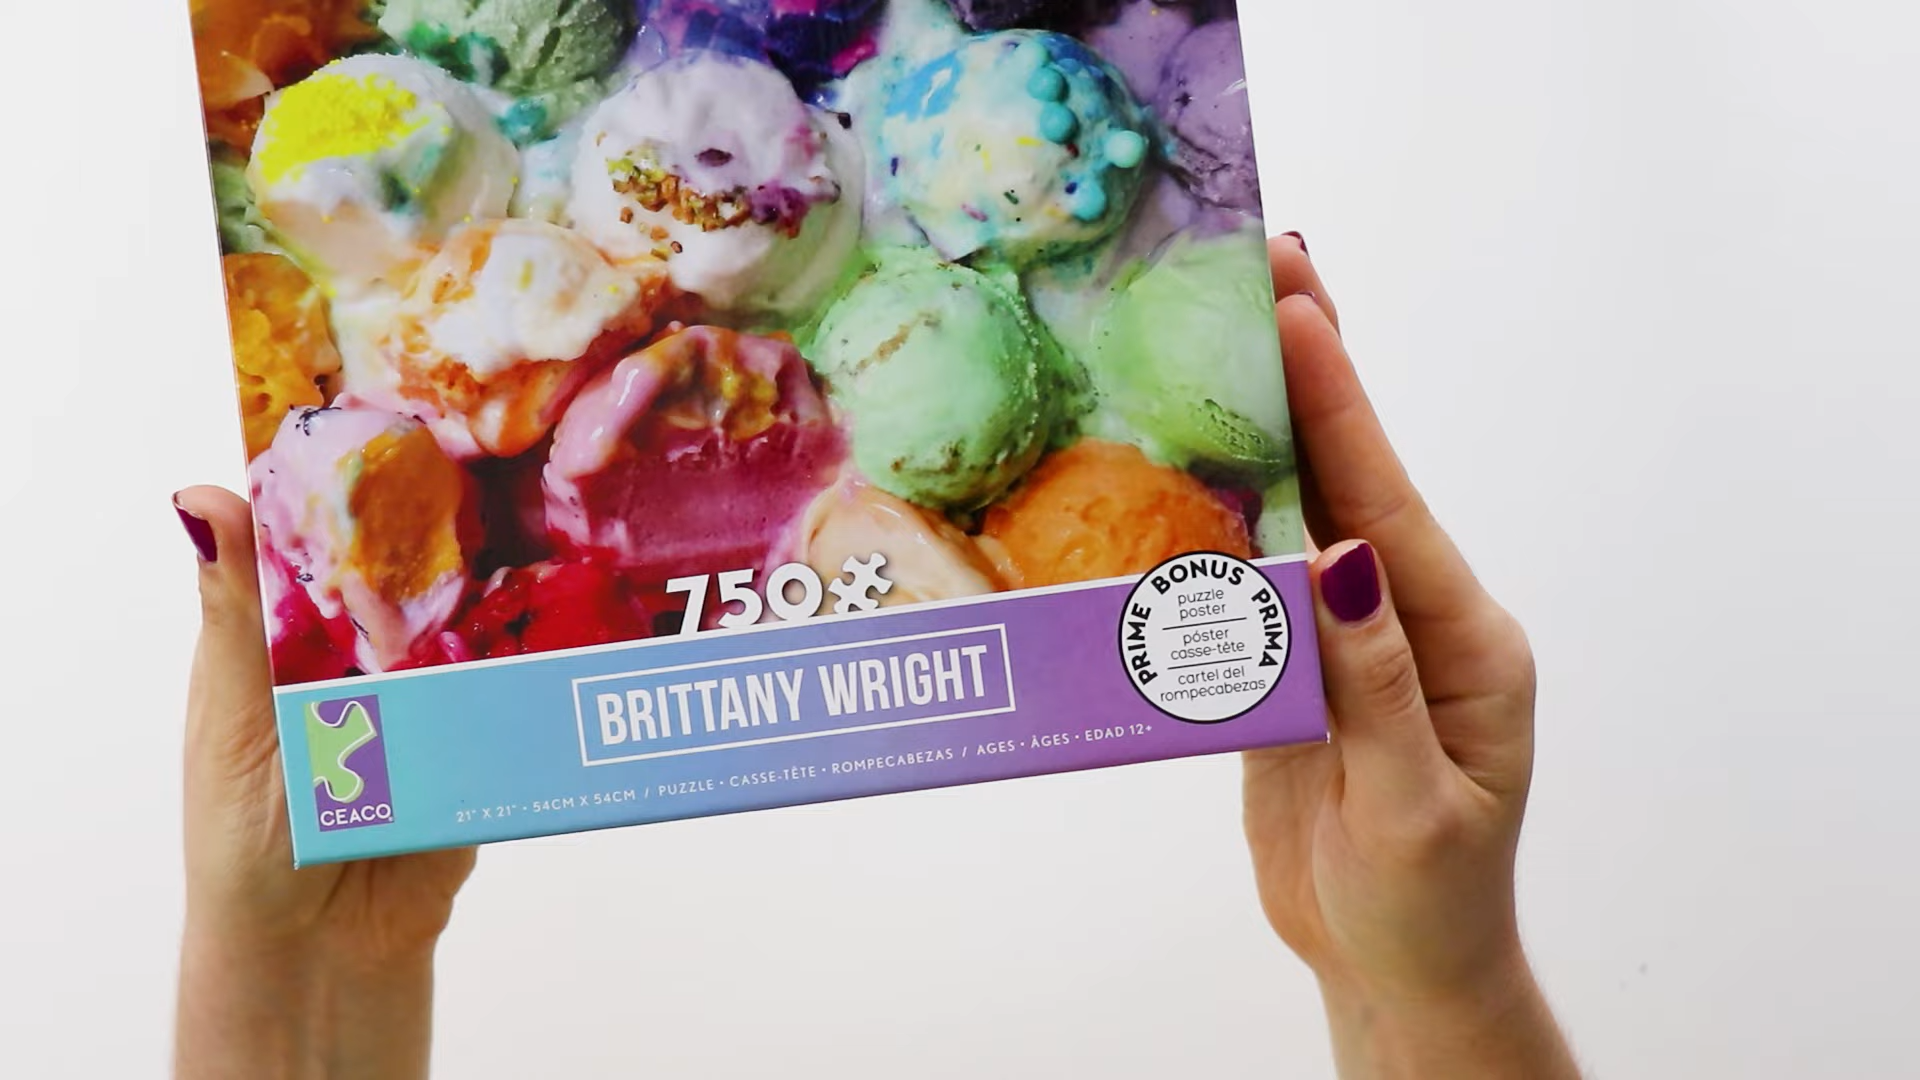 750
BRITTANY WRIGHT
21" X 21" • 54CM X 54CM / PUZZLE • CASSE-TÊTE • ROMPECABEZAS / AGES • ÂGES • EDAD 12+
CEACO®
PRIME BONUS PRIMA
puzzle
poster
póster
casse-tête
cartel del
rompecabezas